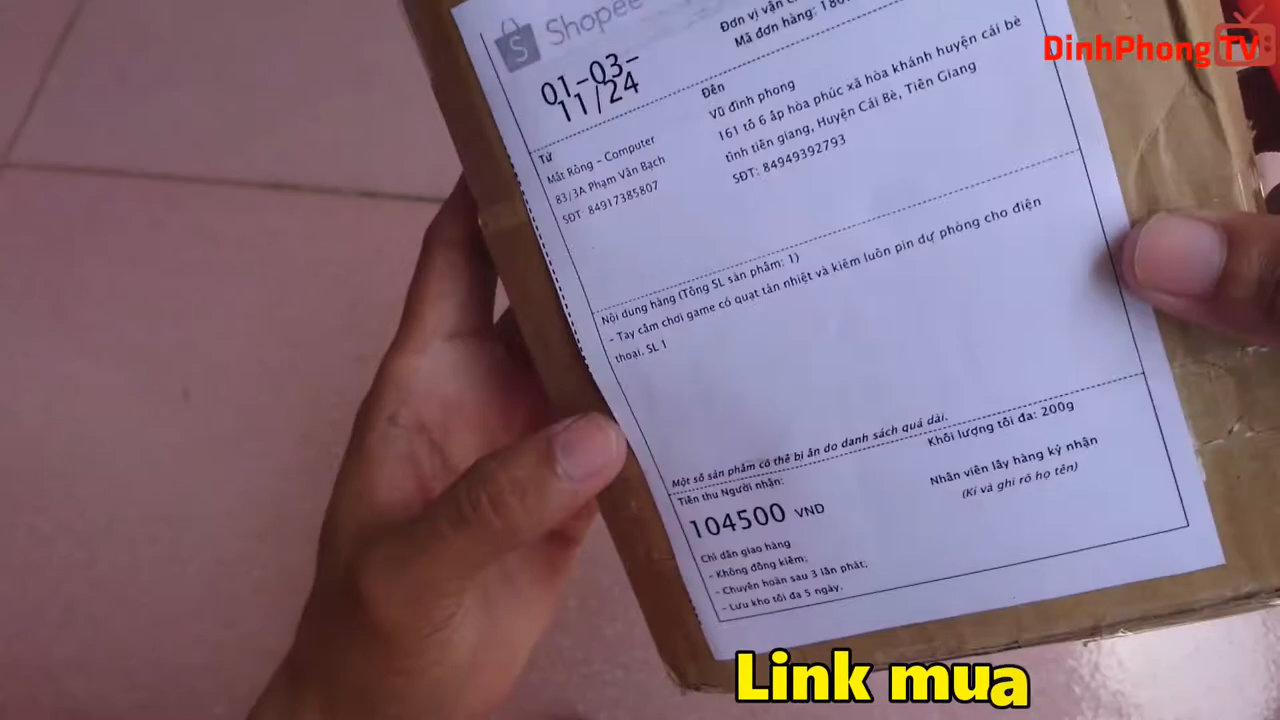 Shopee
Đơn vị vận c
Mã đơn hàng: 180
DinhPhong TV
01-03-
11/24
Từ
Mắt Rồng - Computer
83/3A Phạm Văn Bạch
SĐT: 84917385807
Đến
Vũ đình phong
161 tổ 6 ấp hòa phúc xã hòa khánh huyện cái bè
tỉnh tiền giang, Huyện Cái Bè, Tiền Giang
SĐT: 84949392793
Nội dung hàng (Tổng SL sản phẩm: 1)
- Tay cầm chơi game có quạt tản nhiệt và kiêm luôn pin dự phòng cho điện
thoại. SL 1
Một số sản phẩm có thể bị ẩn do danh sách quá dài.
Tiền thu Người nhận:
104500 VND
Khối lượng tối đa: 200g
Nhân viên lấy hàng ký nhận
(Kí và ghi rõ họ tên)
Chỉ dẫn giao hàng
- Không đồng kiểm;
- Chuyển hoàn sau 3 lần phát;
- Lưu kho tối đa 5 ngày.
Link mua